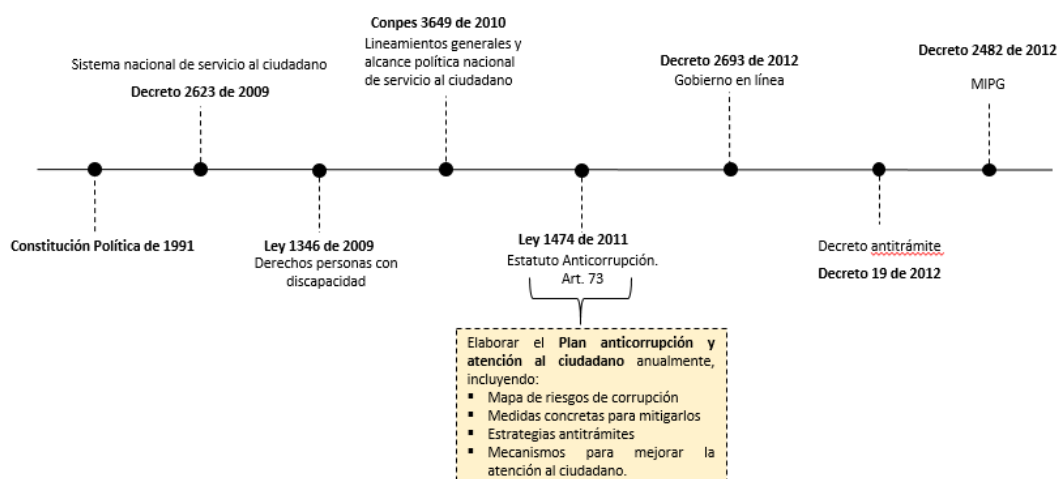 Constitución Política de 1991
Sistema nacional de servicio al ciudadano
Decreto 2623 de 2009
Ley 1346 de 2009
Derechos personas con
discapacidad
Conpes 3649 de 2010
Lineamientos generales y
alcance política nacional
de servicio al ciudadano
Ley 1474 de 2011
Estatuto Anticorrupción.
Art. 73
Elaborar el Plan anticorrupción y
atención al ciudadano anualmente,
incluyendo:
▪ Mapa de riesgos de corrupción
▪ Medidas concretas para mitigarlos
▪ Estrategias antitrámites
▪ Mecanismos para mejorar la
atención al ciudadano.
Decreto 2693 de 2012
Gobierno en línea
Decreto antitrámite
Decreto 19 de 2012
Decreto 2482 de 2012
MIPG